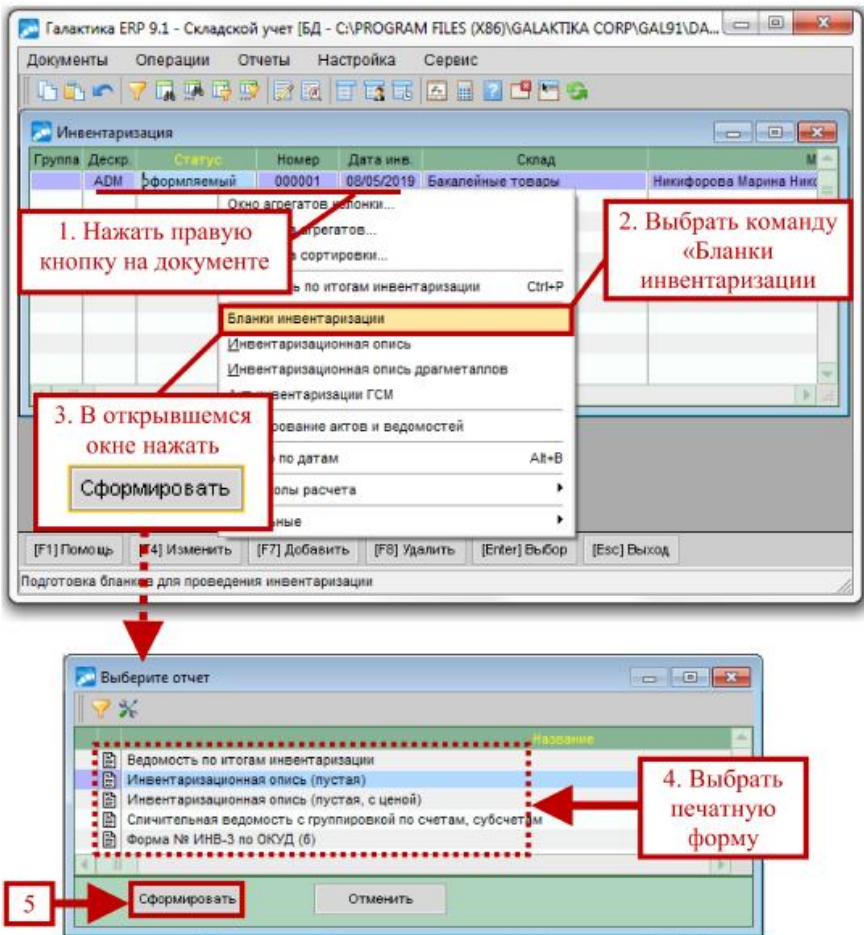 Галактика ERP 9.1 - Складской учет [БД - C:\PROGRAM FILES (X86)\GALAKTIKA CORP\GAL91\DA...
Документы Операции Отчеты Настройка Сервис
Инвентаризация
Группа Дескр. Статус Номер Дата инв. Склад М
ADM оформляемый 000001 08/05/2019 Бакалейные товары Никифорова Марина Нико
Окно агрегатов колонки...
1. Нажать правую
кнопку на документе
агрегатов...
сортировки...
2. Выбрать команду
«Бланки
инвентаризации
по итогам инвентаризации Ctrl+P
Бланки инвентаризации
Инвентаризационная опись
Инвентаризационная опись драгметаллов
инвентаризации ГСМ
3. В открывшемся
окне нажать
Сформировать
актов и ведомостей
по датам Alt+B
расчета
[F1] Помощь [F4] Изменить [F7] Добавить [F8] Удалить [Enter] Выбор [Esc] Выход
Подготовка бланков для проведения инвентаризации
Выберите отчет
Название
Ведомость по итогам инвентаризации
Инвентаризационная опись (пустая)
Инвентаризационная опись (пустая, с ценой)
Сличительная ведомость с группировкой по счетам, субсчетам
Форма № ИНВ-3 по ОКУД (6)
4. Выбрать
печатную
форму
5
Сформировать Отменить